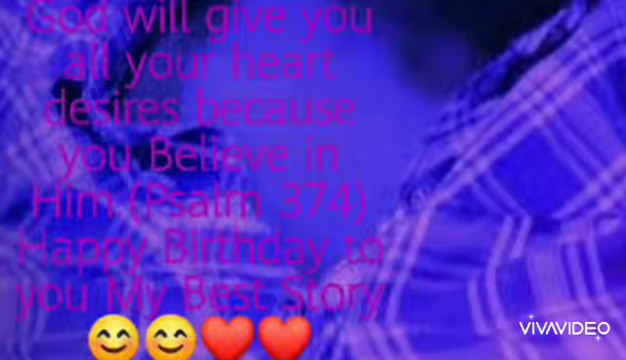 God will give you
all your heart
desires because
you Believe in
Him.(Psalm 374)
Happy Birthday to
you My Best Story
😊😊❤️❤️
VIVAVIDEO